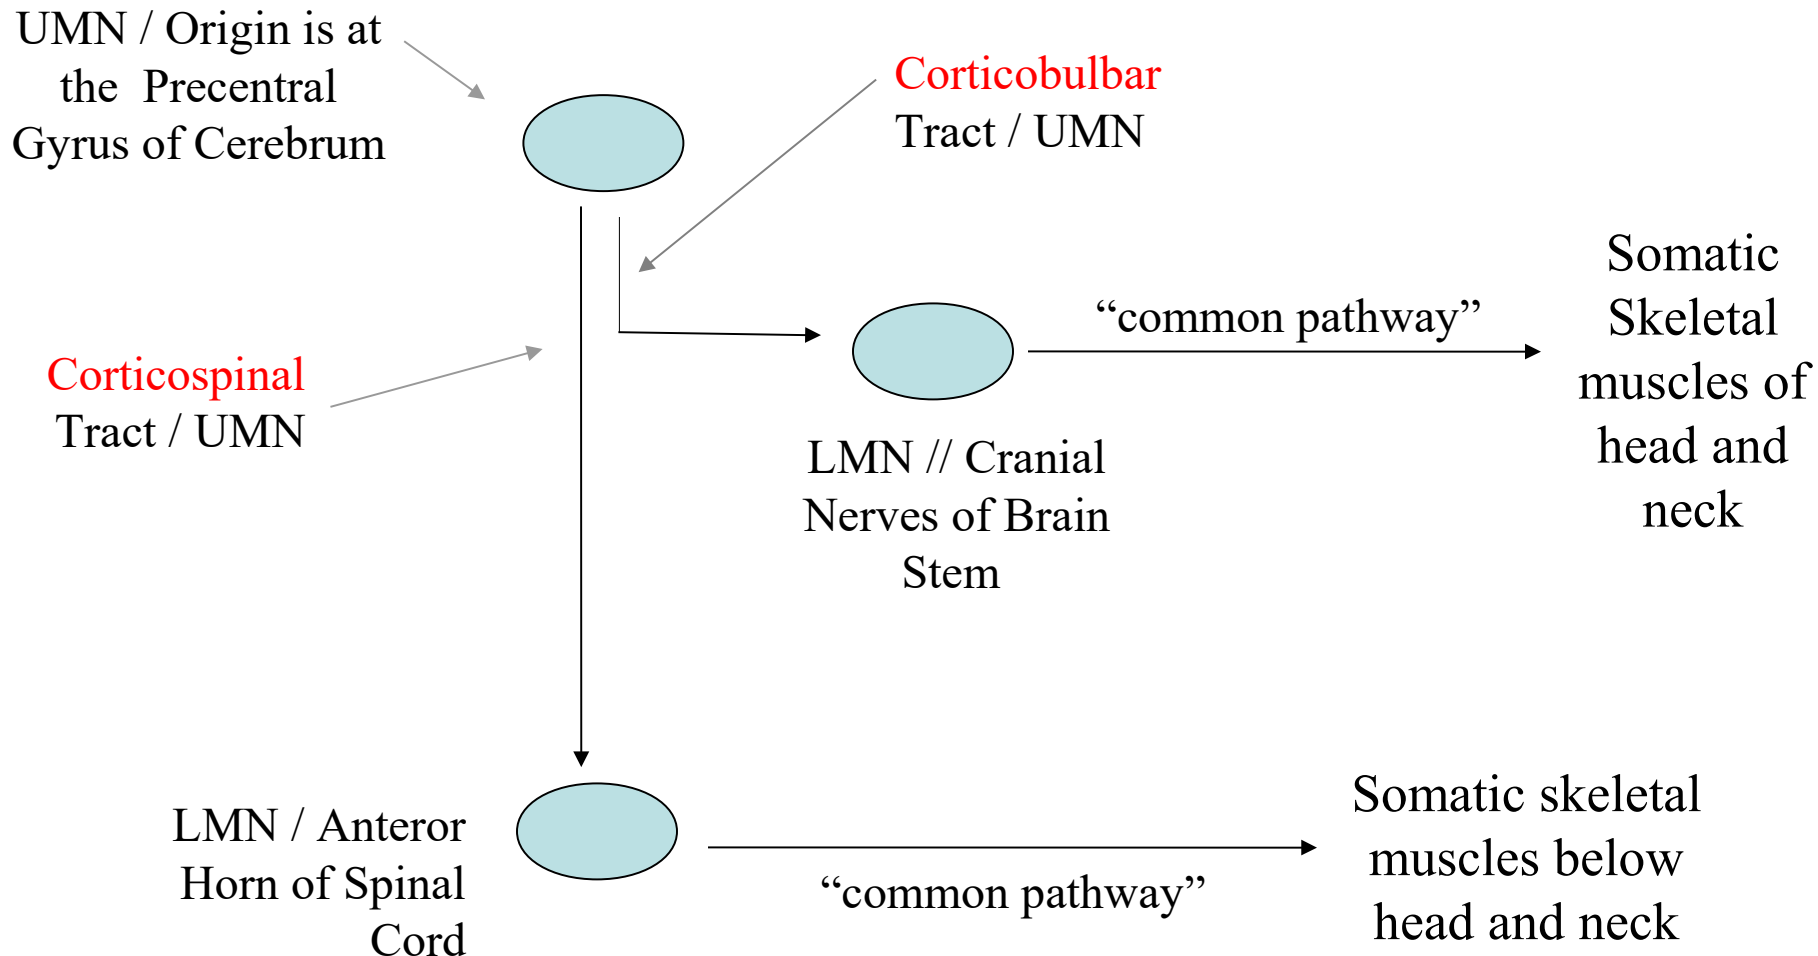 UMN / Origin is at
the Precentral
Gyrus of Cerebrum
Corticobulbar
Tract / UMN
Somatic
Skeletal
muscles of
head and
neck
“common pathway”
Corticospinal
Tract / UMN
LMN // Cranial
Nerves of Brain
Stem
LMN / Anteror
Horn of Spinal
Cord
“common pathway”
Somatic skeletal
muscles below
head and neck